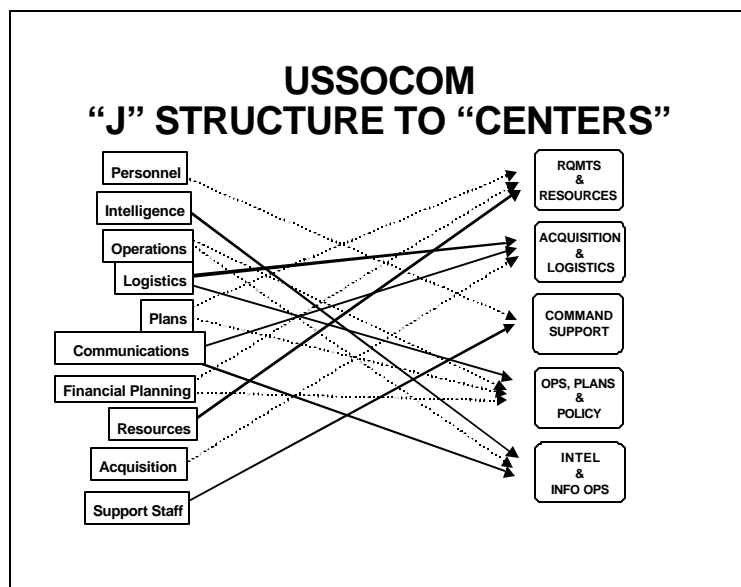 USSOCOM
“J” STRUCTURE TO “CENTERS”
Personnel
Intelligence
Operations
Logistics
Plans
Communications
Financial Planning
Resources
Acquisition
Support Staff
RQMTS
&
RESOURCES
ACQUISITION
&
LOGISTICS
COMMAND
SUPPORT
OPS, PLANS
&
POLICY
INTEL
&
INFO OPS